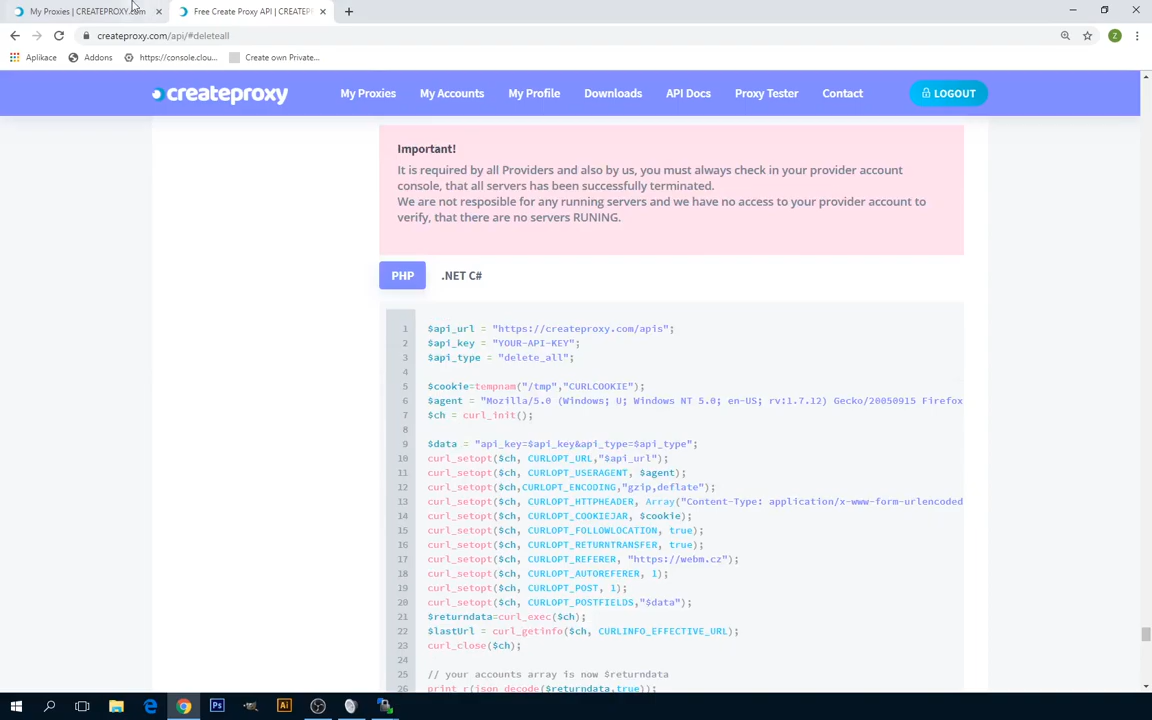 My Proxies | CREATEPROXY.com
Free Create Proxy API | CREATEPR
createproxy.com/api/#deleteall
Z
Aplikace
Addons
https://console.clou...
Create own Private...
createproxy
My Proxies
My Accounts
My Profile
Downloads
API Docs
Proxy Tester
Contact
LOGOUT
Important!
It is required by all Providers and also by us, you must always check in your provider account
console, that all servers has been successfully terminated.
We are not resposible for any running servers and we have no access to your provider account to
verify, that there are no servers RUNING.
PHP
.NET C#
1 $api_url = "https://createproxy.com/apis";
2 $api_key = "YOUR-API-KEY";
3 $api_type = "delete_all";
4
5 $cookie=tempnam("/tmp","CURLCOOKIE");
6 $agent = "Mozilla/5.0 (Windows; U; Windows NT 5.0; en-US; rv:1.7.12) Gecko/20050915 Firefox
7 $ch = curl_init();
8
9 $data = "api_key=$api_key&api_type=$api_type";
10 curl_setopt($ch, CURLOPT_URL,"$api_url");
11 curl_setopt($ch, CURLOPT_USERAGENT, $agent);
12 curl_setopt($ch,CURLOPT_ENCODING,"gzip,deflate");
13 curl_setopt($ch, CURLOPT_HTTPHEADER, Array("Content-Type: application/x-www-form-urlencoded
14 curl_setopt($ch, CURLOPT_COOKIEJAR, $cookie);
15 curl_setopt($ch, CURLOPT_FOLLOWLOCATION, true);
16 curl_setopt($ch, CURLOPT_RETURNTRANSFER, true);
17 curl_setopt($ch, CURLOPT_REFERER, "https://webm.cz");
18 curl_setopt($ch, CURLOPT_AUTOREFERER, 1);
19 curl_setopt($ch, CURLOPT_POST, 1);
20 curl_setopt($ch, CURLOPT_POSTFIELDS,"$data");
21 $returndata=curl_exec($ch);
22 $lastUrl = curl_getinfo($ch, CURLINFO_EFFECTIVE_URL);
23 curl_close($ch);
24
25 // your accounts array is now $returndata
26 print_r(json_decode($returndata,true));
Ps
Ai